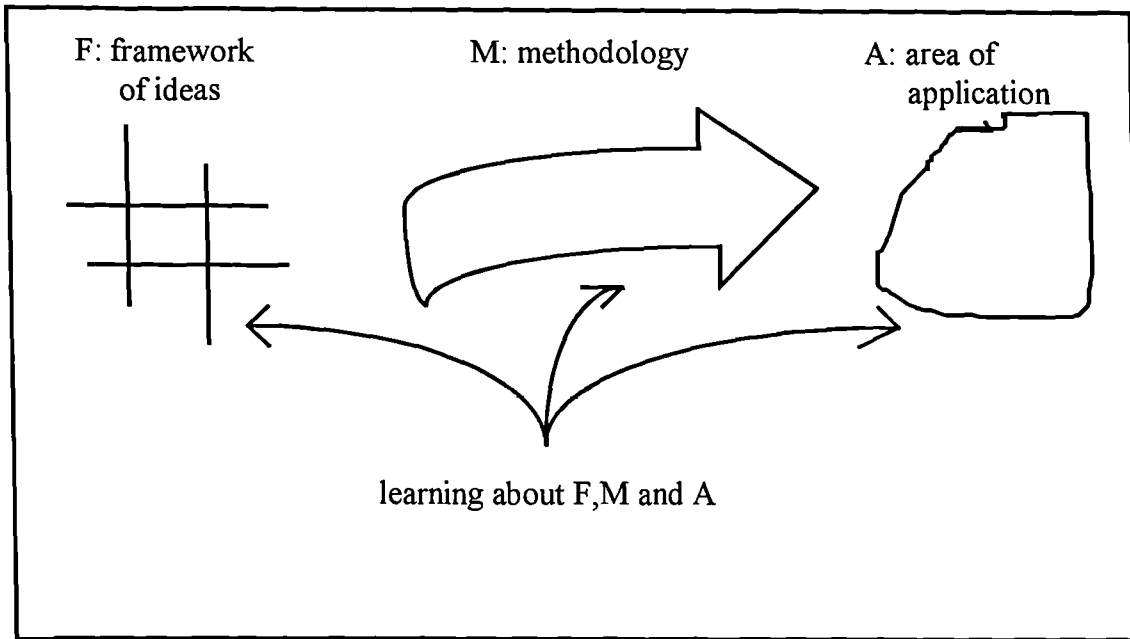 F: framework
of ideas
M: methodology
A: area of
application
learning about F,M and A